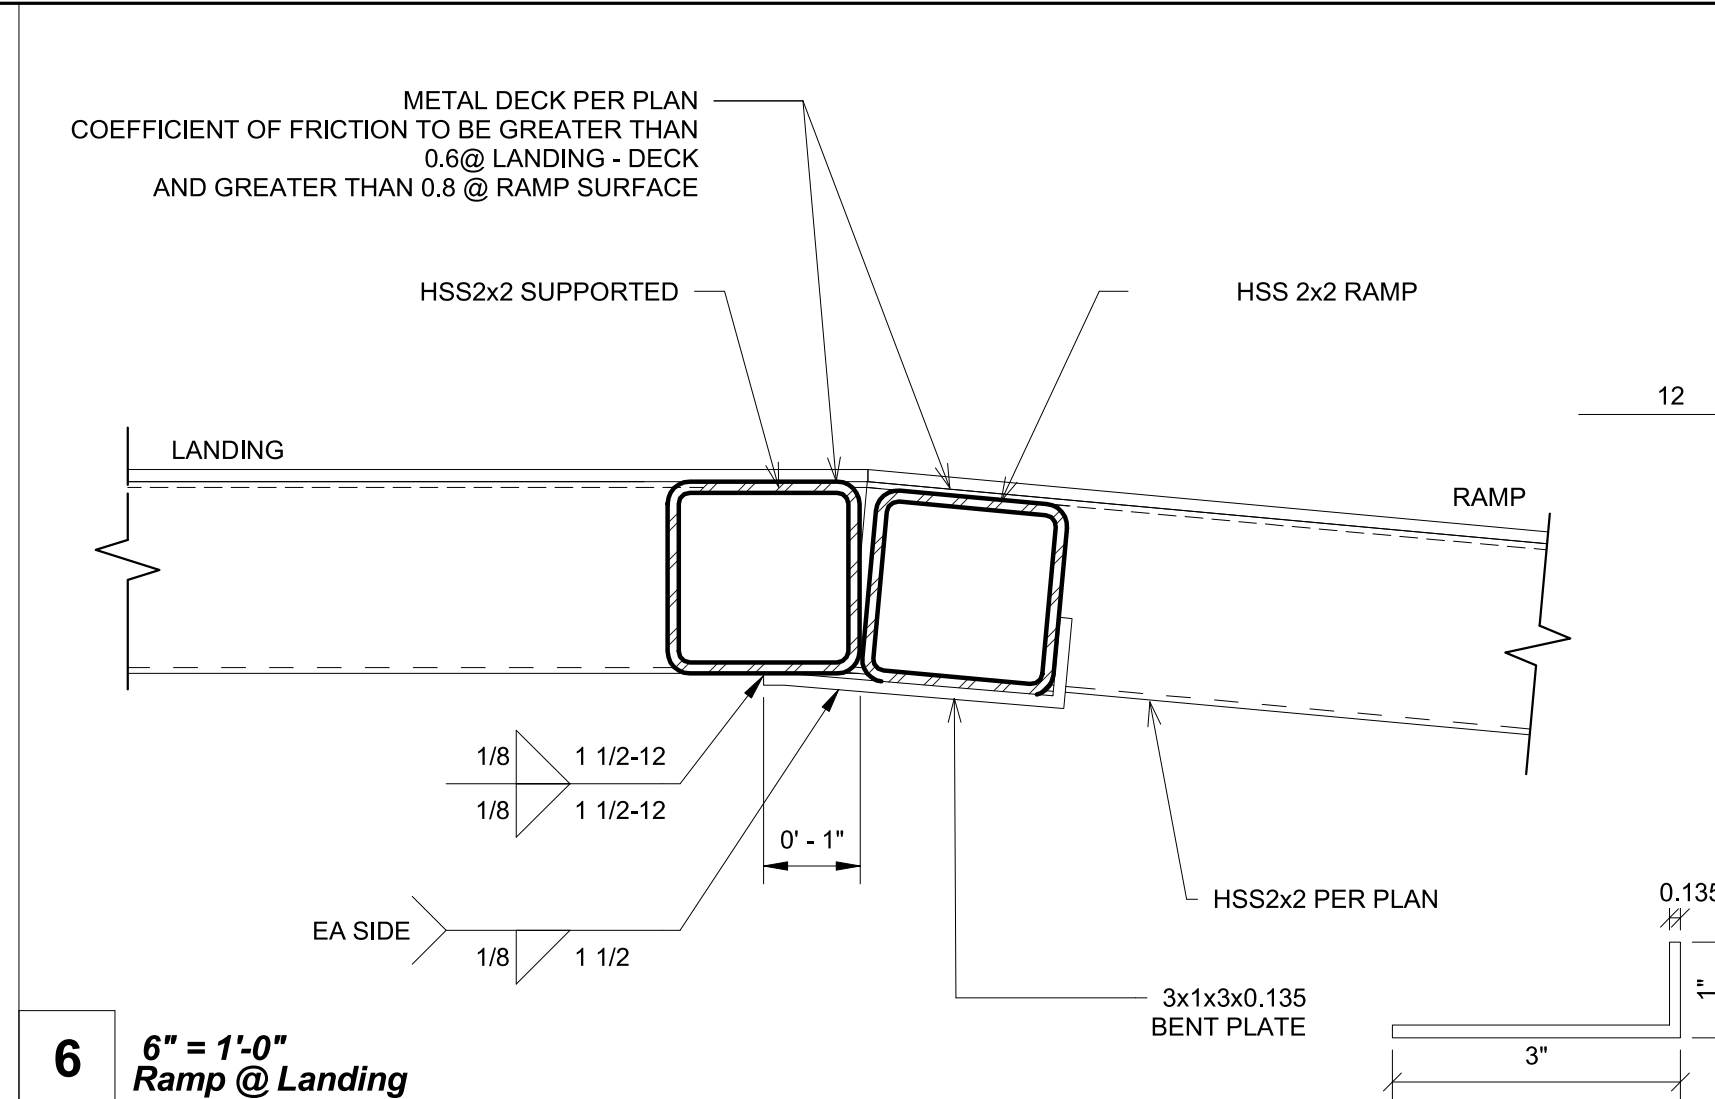 METAL DECK PER PLAN
COEFFICIENT OF FRICTION TO BE GREATER THAN
0.6@ LANDING - DECK
AND GREATER THAN 0.8 @ RAMP SURFACE
HSS2x2 SUPPORTED
HSS 2x2 RAMP
12
LANDING
RAMP
1/8 1 1/2-12
1/8 1 1/2-12
0' - 1"
EA SIDE
1/8 1 1/2
HSS2x2 PER PLAN
0.135
1"
3x1x3x0.135
BENT PLATE
3"
6
6" = 1'-0"
Ramp @ Landing